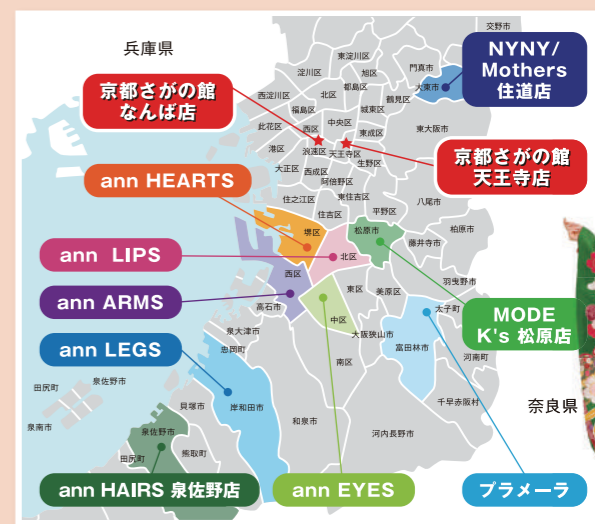 兵庫県
交野市
NYNY/
Mothers
住道店
京都さがの館
なんば店
東淀川区
淀川区
旭区
門真市
西淀川区
北区
都島区
鶴見区
大東市
福島区
城東区
此花区
西区
中央区
東成区
東大阪市
港区
浪速区
天王寺区
生野区
大正区
西成区
阿倍野区
京都さがの館
天王寺店
住之江区
東住吉区
住吉区
平野区
八尾市
ann HEARTS
堺区
松原市
柏原市
藤井寺市
ann LIPS
北区
西区
東区
美原区
羽曳野市
ann ARMS
高石市
中区
太子町
MODE
K's 松原店
泉大津市
大阪狭山市
忠岡町
ann LEGS
南区
富田林市
河南町
田尻町
泉佐野市
貝塚市
岸和田市
千早赤阪村
奈良県
泉南市
和泉市
泉佐野市
河内長野市
田尻町
熊取町
ann HAIRS 泉佐野店
ann EYES
プラメーラ